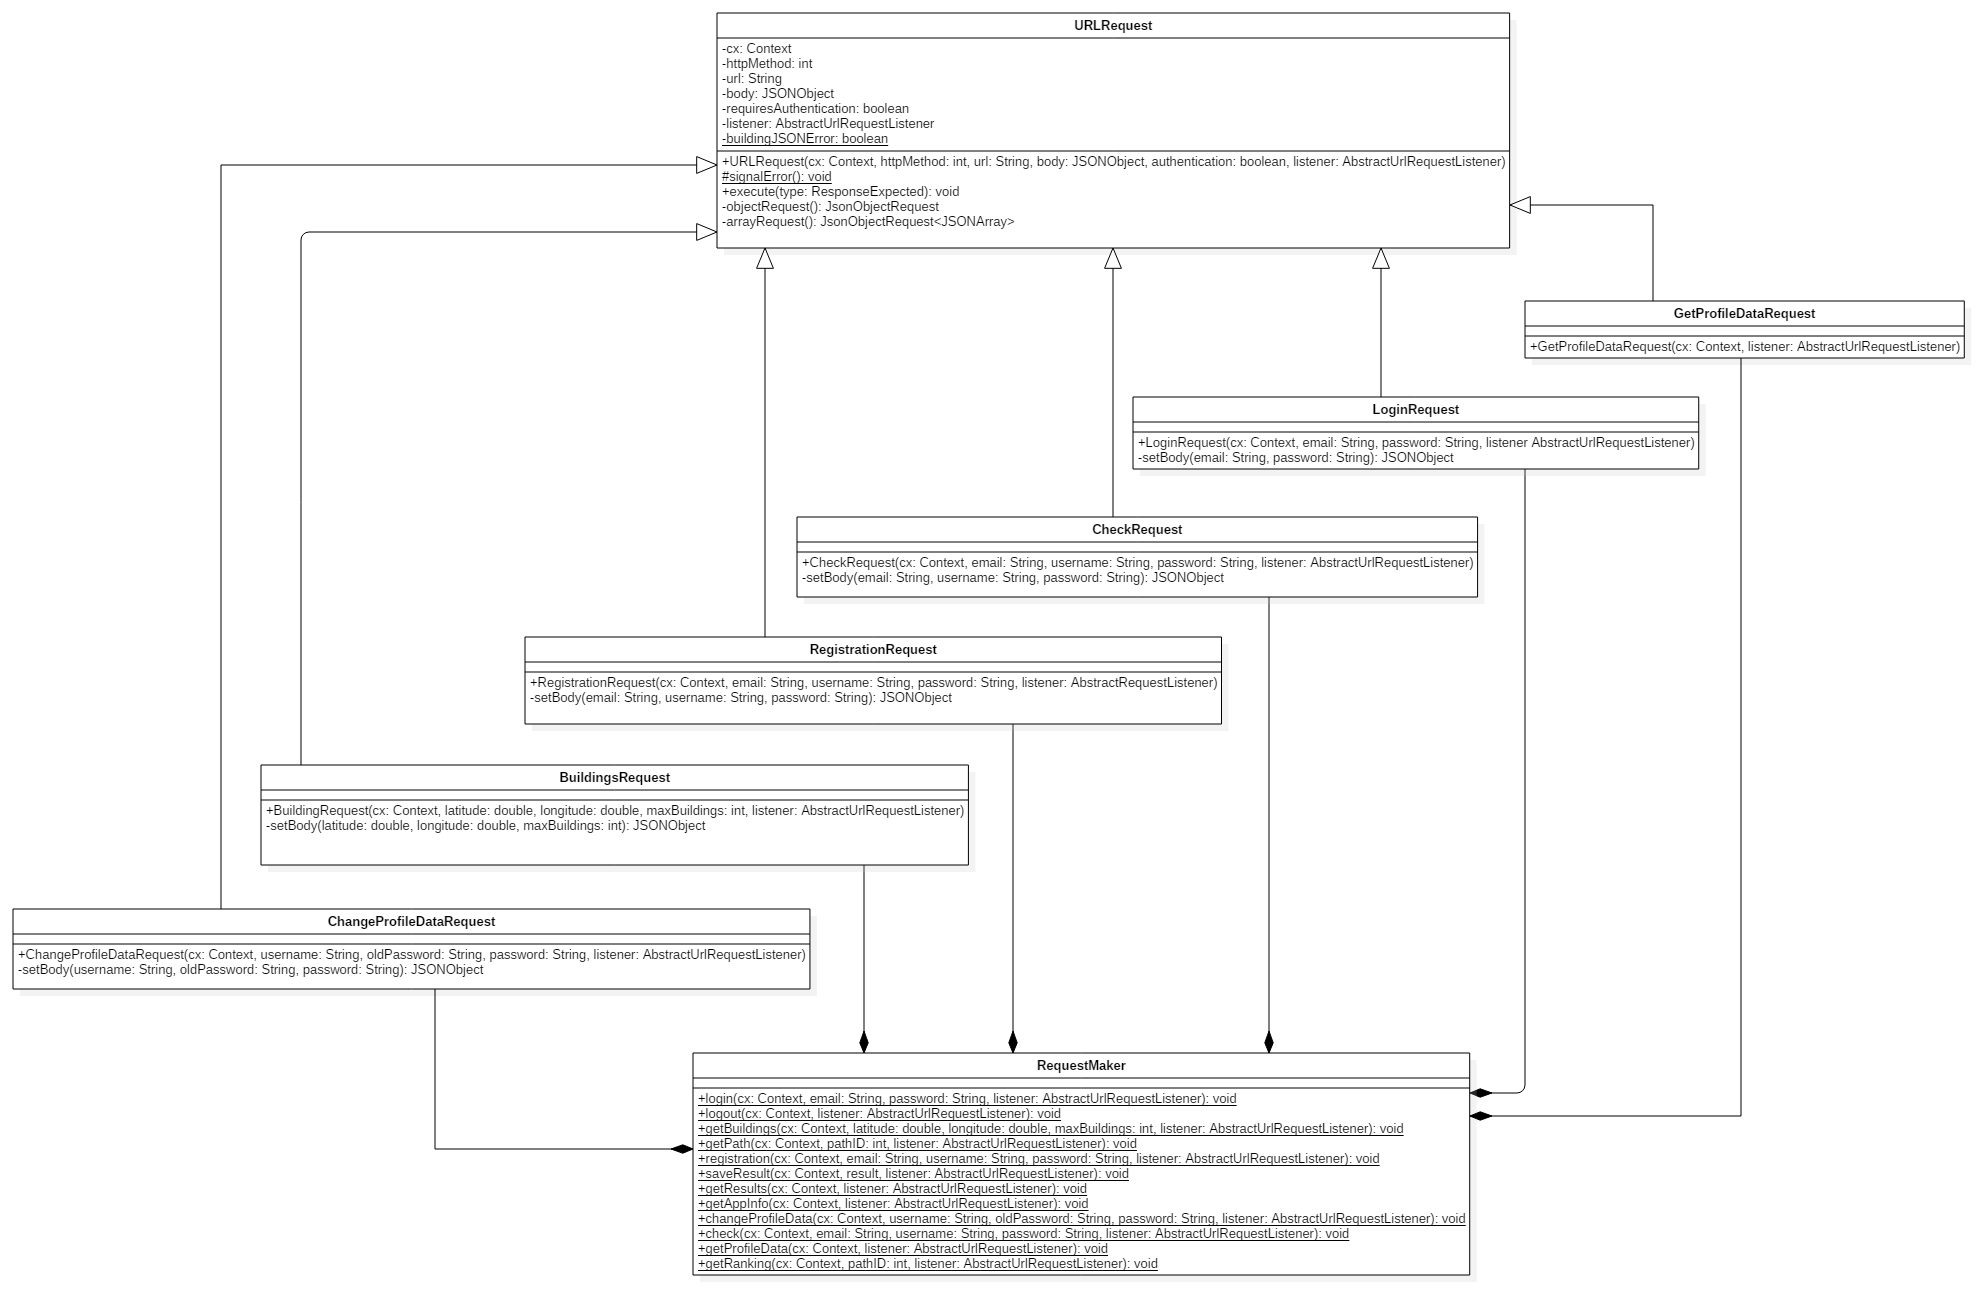 URLRequest
-cx: Context
-httpMethod: int
-url: String
-body: JSONObject
-requiresAuthentication: boolean
-listener: AbstractUrlRequestListener
-buildingJSONError: boolean
+URLRequest(cx: Context, httpMethod: int, url: String, body: JSONObject, authentication: boolean, listener: AbstractUrlRequestListener)
#signalError(): void
+execute(type: ResponseExpected): void
-objectRequest(): JsonObjectRequest
-arrayRequest(): JsonObjectRequest<JSONArray>
GetProfileDataRequest
+GetProfileDataRequest(cx: Context, listener: AbstractUrlRequestListener)
LoginRequest
+LoginRequest(cx: Context, email: String, password: String, listener AbstractUrlRequestListener)
-setBody(email: String, password: String): JSONObject
CheckRequest
+CheckRequest(cx: Context, email: String, username: String, password: String, listener: AbstractUrlRequestListener)
-setBody(email: String, username: String, password: String): JSONObject
RegistrationRequest
+RegistrationRequest(cx: Context, email: String, username: String, password: String, listener: AbstractRequestListener)
-setBody(email: String, username: String, password: String): JSONObject
BuildingsRequest
+BuildingRequest(cx: Context, latitude: double, longitude: double, maxBuildings: int, listener: AbstractUrlRequestListener)
-setBody(latitude: double, longitude: double, maxBuildings: int): JSONObject
ChangeProfileDataRequest
+ChangeProfileDataRequest(cx: Context, username: String, oldPassword: String, password: String, listener: AbstractUrlRequestListener)
-setBody(username: String, oldPassword: String, password: String): JSONObject
RequestMaker
+login(cx: Context, email: String, password: String, listener: AbstractUrlRequestListener): void
+logout(cx: Context, listener: AbstractUrlRequestListener): void
+getBuildings(cx: Context, latitude: double, longitude: double, maxBuildings: int, listener: AbstractUrlRequestListener): void
+getPath(cx: Context, pathID: int, listener: AbstractUrlRequestListener): void
+registration(cx: Context, email: String, username: String, password: String, listener: AbstractUrlRequestListener): void
+saveResult(cx: Context, result, listener: AbstractUrlRequestListener): void
+getResults(cx: Context, listener: AbstractUrlRequestListener): void
+getAppInfo(cx: Context, listener: AbstractUrlRequestListener): void
+changeProfileData(cx: Context, username: String, oldPassword: String, password: String, listener: AbstractUrlRequestListener): void
+check(cx: Context, email: String, username: String, password: String, listener: AbstractUrlRequestListener): void
+getProfileData(cx: Context, listener: AbstractUrlRequestListener): void
+getRanking(cx: Context, pathID: int, listener: AbstractUrlRequestListener): void